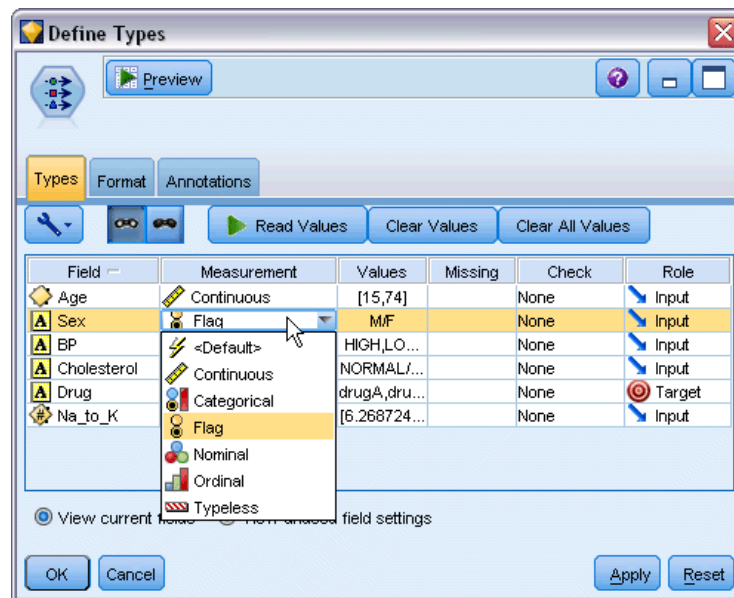 Define Types
Preview
Types Format Annotations
Read Values Clear Values Clear All Values
Field Measurement Values Missing Check Role
Age Continuous [15,74] None Input
Sex Flag M/F None Input
BP HIGH,LO... None Input
Cholesterol NORMAL/... None Input
Drug drugA,dru... None Target
Na_to_K [6.268724... None Input
<Default>
Continuous
Categorical
Flag
Nominal
Ordinal
Typeless
View current field settings
OK Cancel Apply Reset